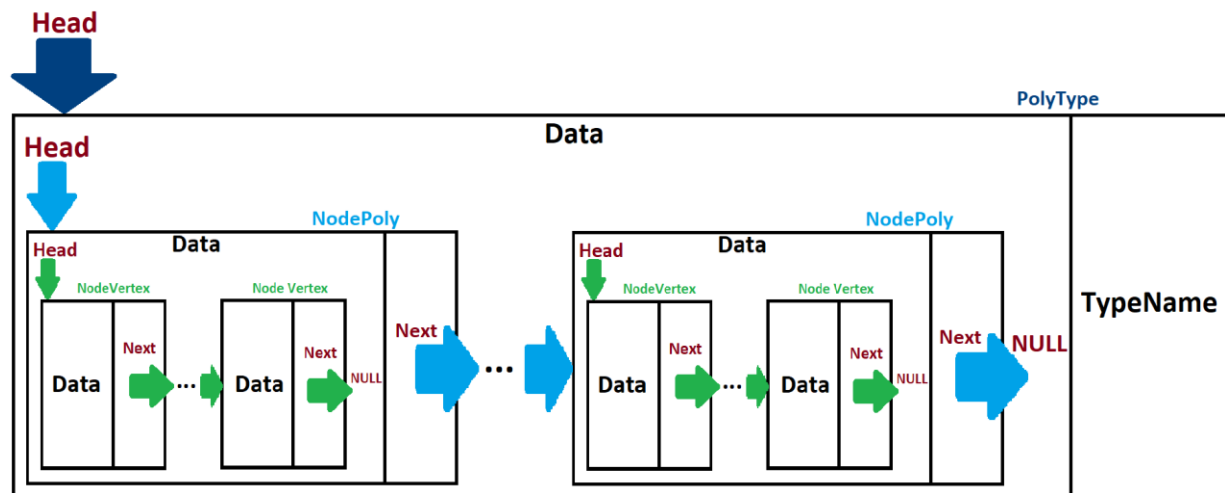 Head
PolyType
Data
Head
NodePoly
Data
Head
NodeVertex
Node Vertex
Data
Next
...
Data
Next
NULL
Next
...
NodePoly
Data
Head
NodeVertex
Node Vertex
Data
Next
...
Data
Next
NULL
Next
NULL
TypeName